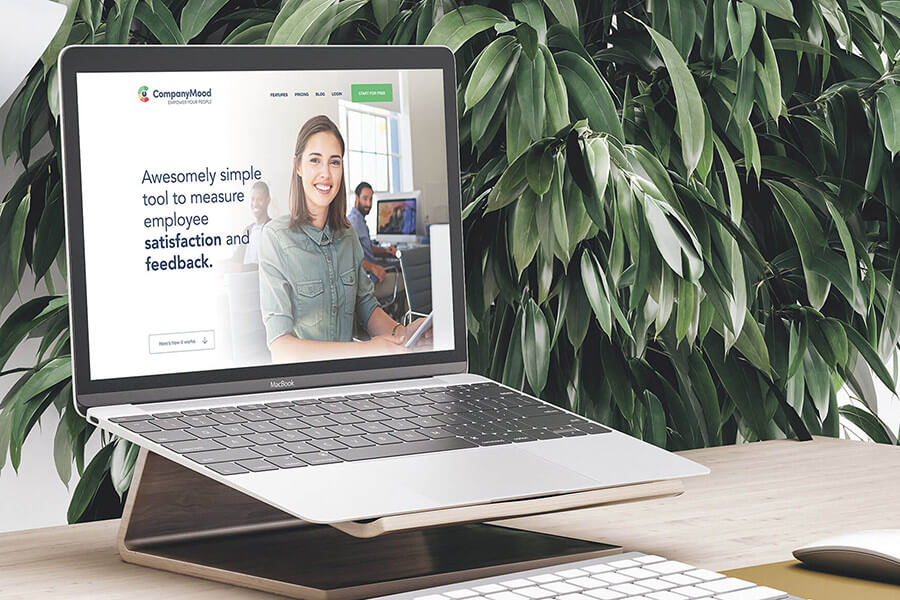 CompanyMood
EMPOWER YOUR PEOPLE
FEATURES PRICING BLOG LOGIN START FOR FREE
Awesomely simple
tool to measure
employee
satisfaction and
feedback.
Here's how it works
MacBook